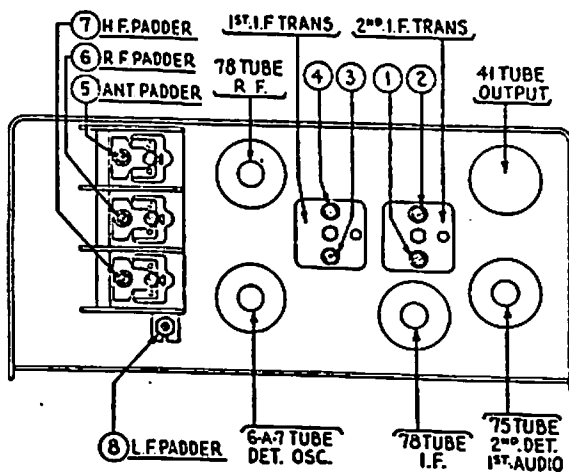 7 H F. PADDER
6 R F PADDER
5 ANT PADDER
1ST. I.F TRANS
2ND. I.F. TRANS
78 TUBE
R F.
4
3
1
2
41 TUBE
OUTPUT
8 L.F. PADDER
6-A-7 TUBE
DET. OSC.
78 TUBE
I.F.
75 TUBE
2ND. DET.
1ST. AUDIO